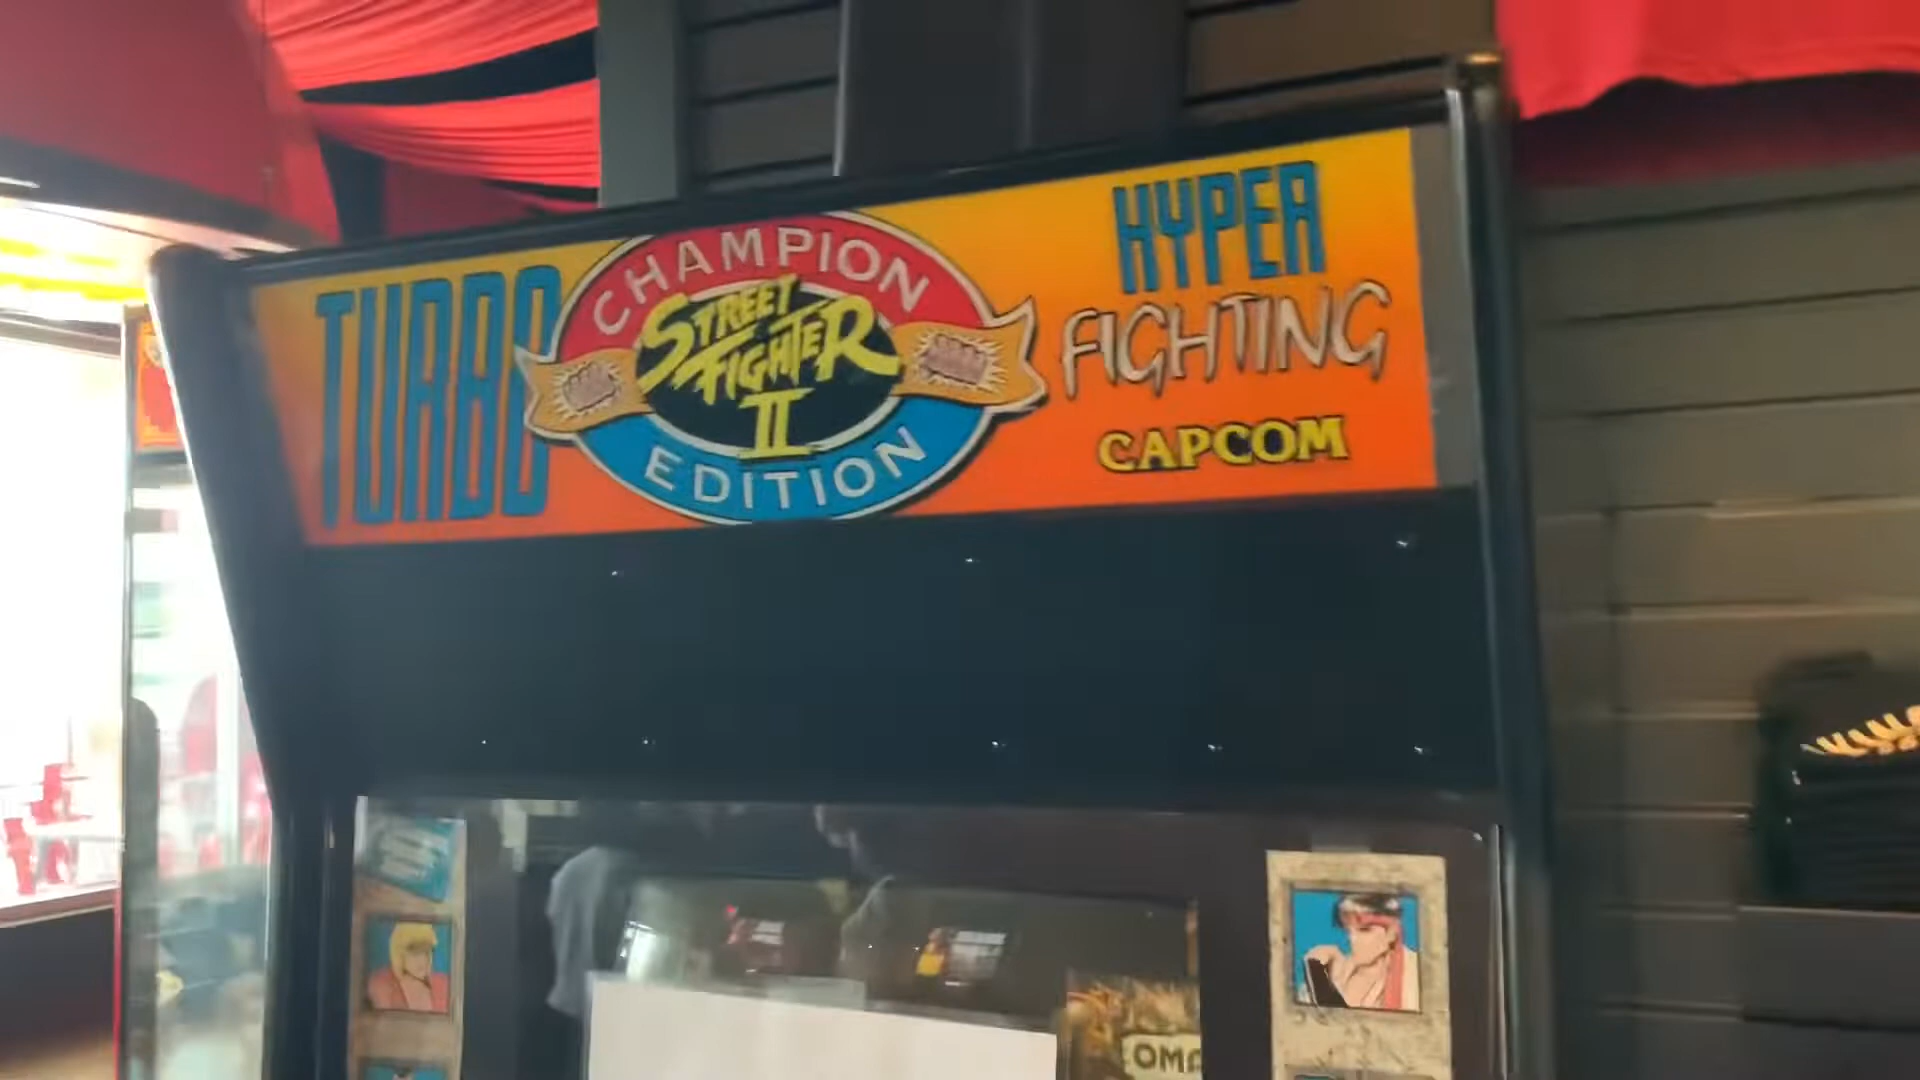 TURBO
CHAMPION
STREET
FIGHTER
II
EDITION
HYPER
FIGHTING
CAPCOM